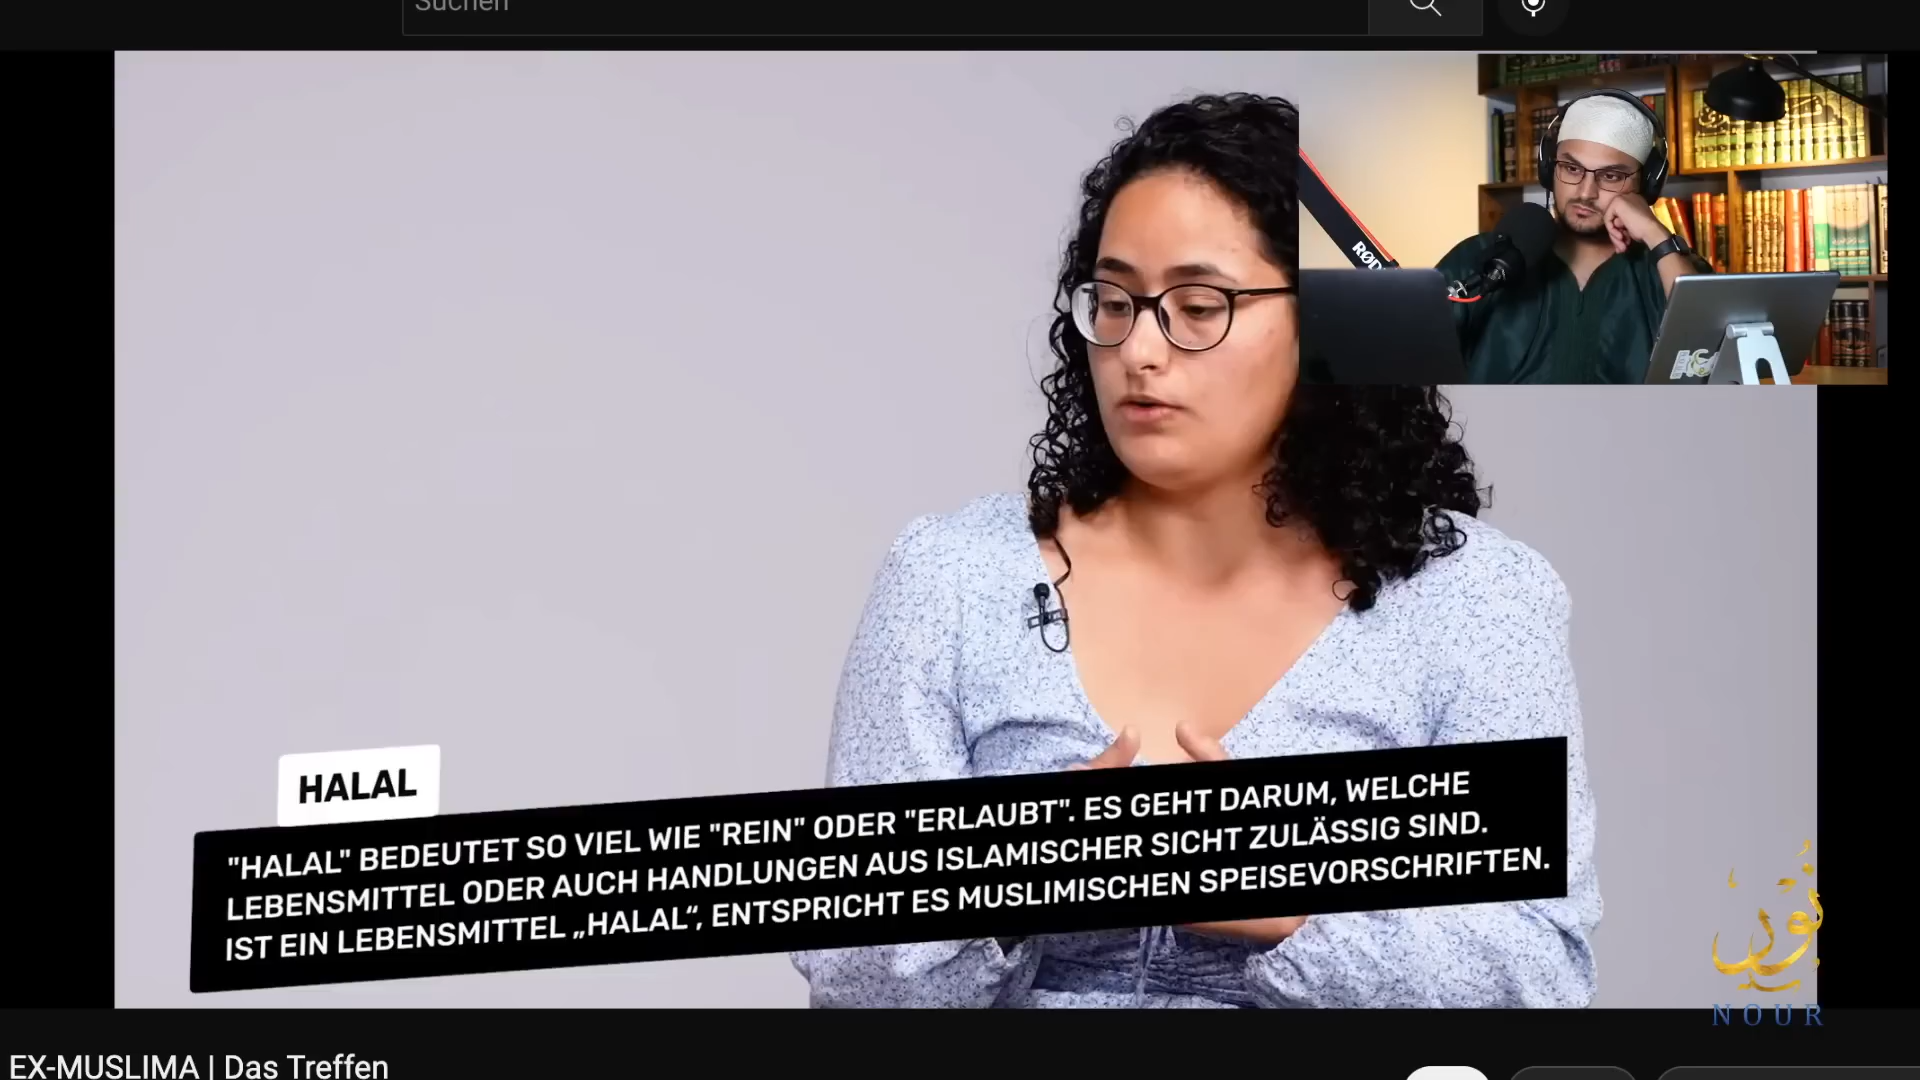 Suchen
RØD
HALAL
"HALAL" BEDEUTET SO VIEL WIE "REIN" ODER "ERLAUBT". ES GEHT DARUM, WELCHE
LEBENSMITTEL ODER AUCH HANDLUNGEN AUS ISLAMISCHER SICHT ZULÄSSIG SIND.
IST EIN LEBENSMITTEL „HALAL“, ENTSPRICHT ES MUSLIMISCHEN SPEISEVORSCHRIFTEN.
نور
NOUR
EX-MUSLIMA | Das Treffen